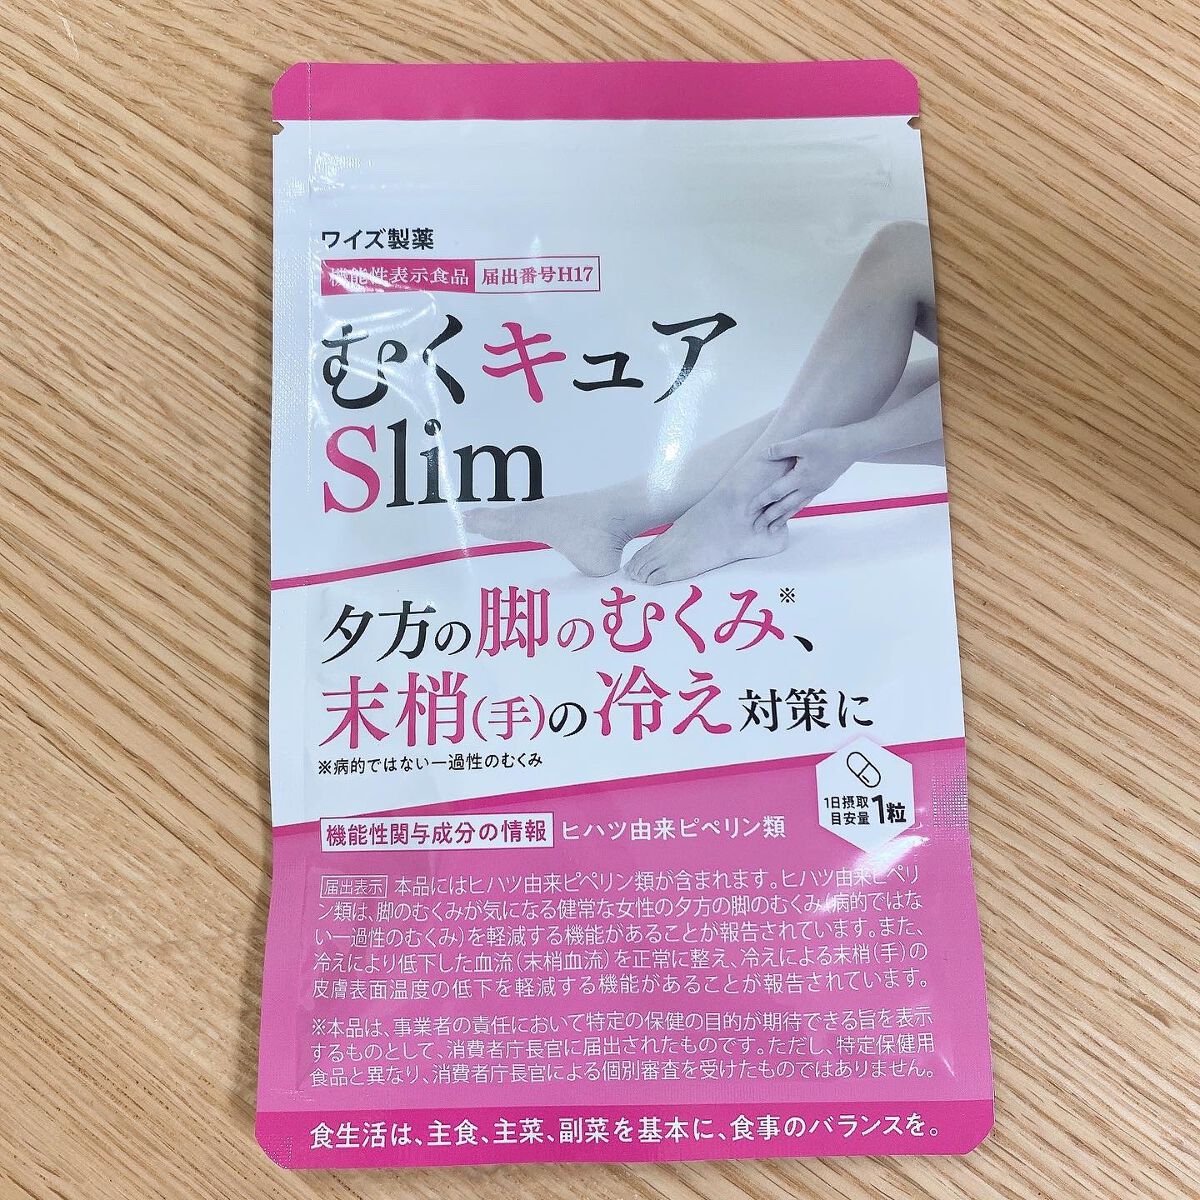 ワイズ製薬
機能性表示食品 届出番号H17
むくキュア
Slim
夕方の脚のむくみ※、
末梢(手)の冷え対策に
※病的ではない一過性のむくみ
1日摂取
目安量 1粒
機能性関与成分の情報 ヒハツ由来ピペリン類
届出表示 本品にはヒハツ由来ピペリン類が含まれます。ヒハツ由来ピペリ
ン類は、脚のむくみが気になる健常な女性の夕方の脚のむくみ(病的ではな
い一過性のむくみ)を軽減する機能があることが報告されています。また、
冷えにより低下した血流(末梢血流)を正常に整え、冷えによる末梢(手)の
皮膚表面温度の低下を軽減する機能があることが報告されています。
※本品は、事業者の責任において特定の保健の目的が期待できる旨を表示
するものとして、消費者庁長官に届出されたものです。ただし、特定保健用
食品と異なり、消費者庁長官による個別審査を受けたものではありません。
食生活は、主食、主菜、副菜を基本に、食事のバランスを。